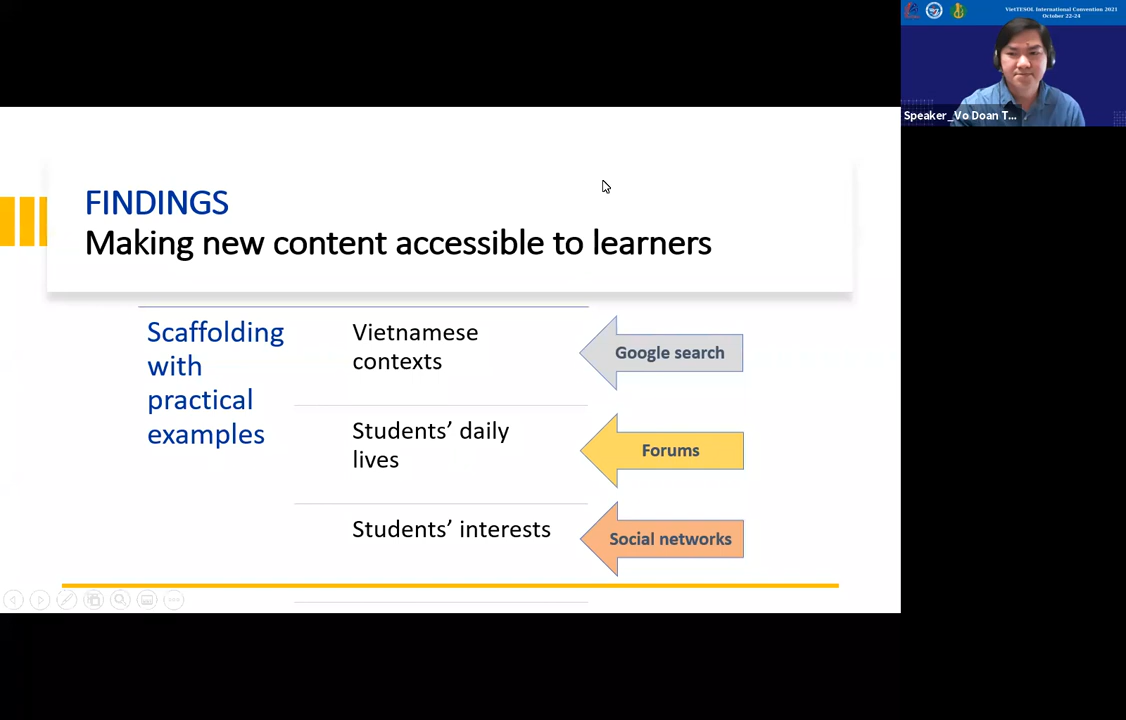 VietTESOL International Convention 2021
October 22-24
Speaker_Vo Doan T...
FINDINGS
Making new content accessible to learners
Scaffolding
with
practical
examples
Vietnamese
contexts
Google search
Students’ daily
lives
Forums
Students’ interests
Social networks